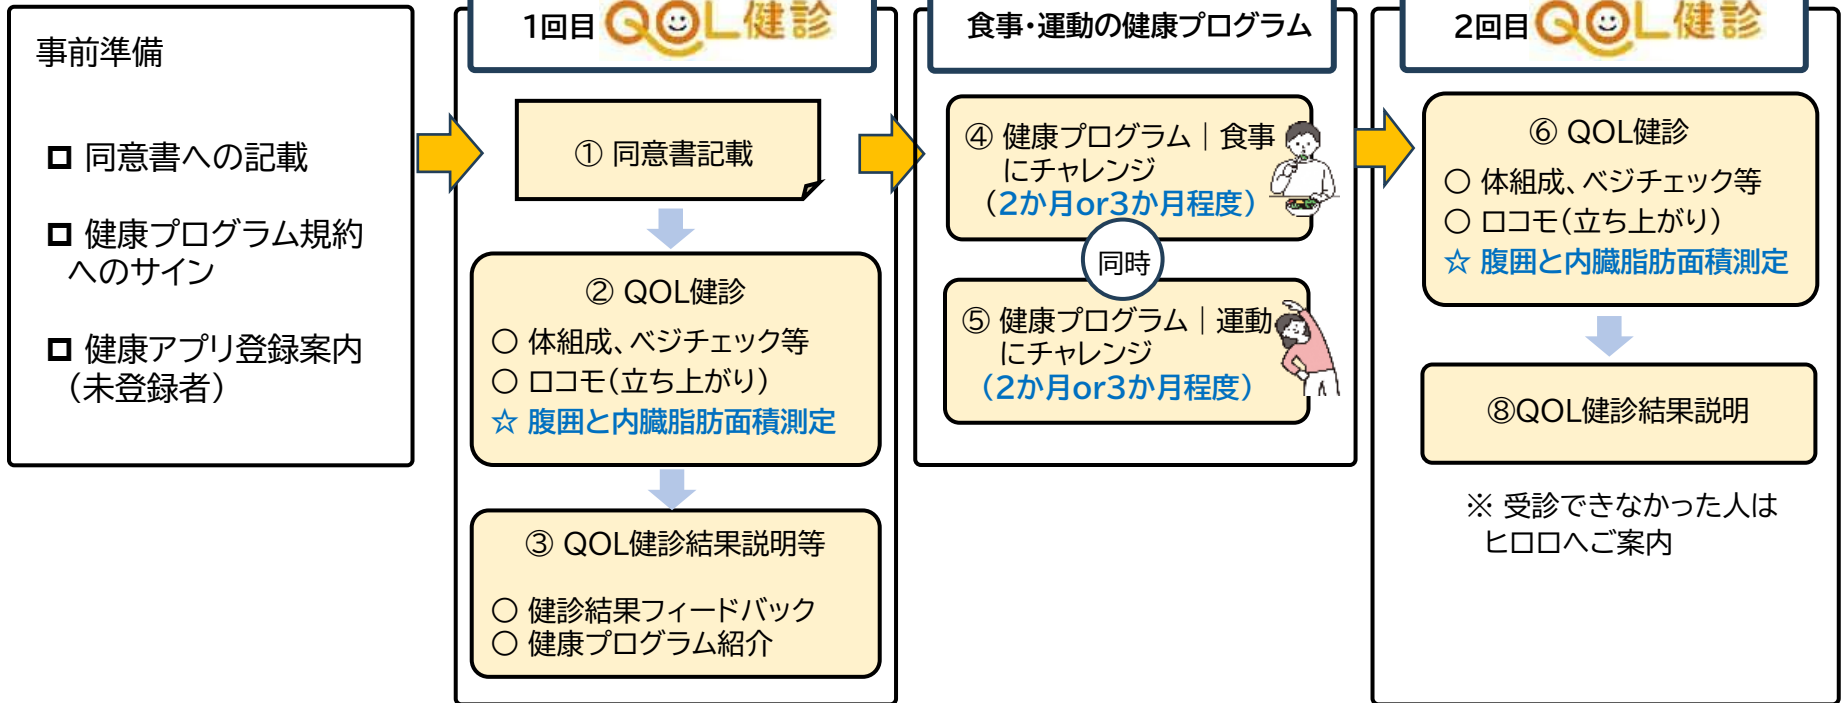 事前準備
□ 同意書への記載
□ 健康プログラム規約
へのサイン
□ 健康アプリ登録案内
(未登録者)
1回目 QOL健診
① 同意書記載
② QOL健診
○ 体組成、ベジチェック等
○ ロコモ(立ち上がり)
☆ 腹囲と内臓脂肪面積測定
③ QOL健診結果説明等
○ 健診結果フィードバック
○ 健康プログラム紹介
食事・運動の健康プログラム
④ 健康プログラム｜食事
にチャレンジ
(2か月or3か月程度)
同時
⑤ 健康プログラム｜運動
にチャレンジ
(2か月or3か月程度)
2回目 QOL健診
⑥ QOL健診
○ 体組成、ベジチェック等
○ ロコモ(立ち上がり)
☆ 腹囲と内臓脂肪面積測定
⑧QOL健診結果説明
※ 受診できなかった人は
ヒロロへご案内